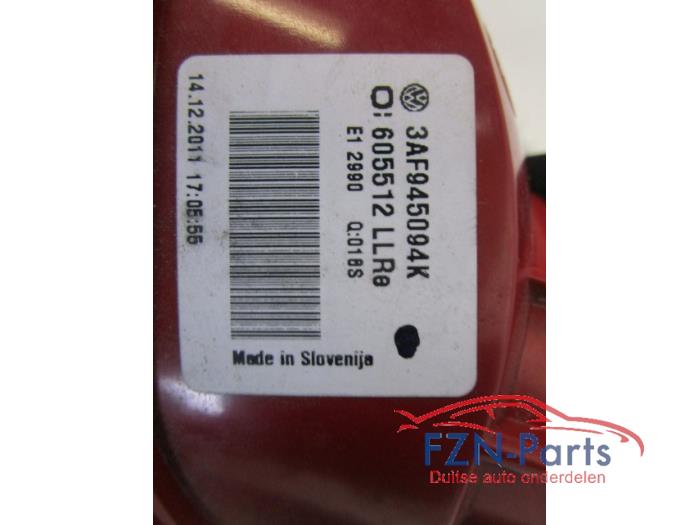 3AF945094K
O: 605512 LLRe
E1 2990 Q:018S
14.12.2011 17:05:55
Made in Slovenija
FZN-Parts
Duitse auto onderdelen